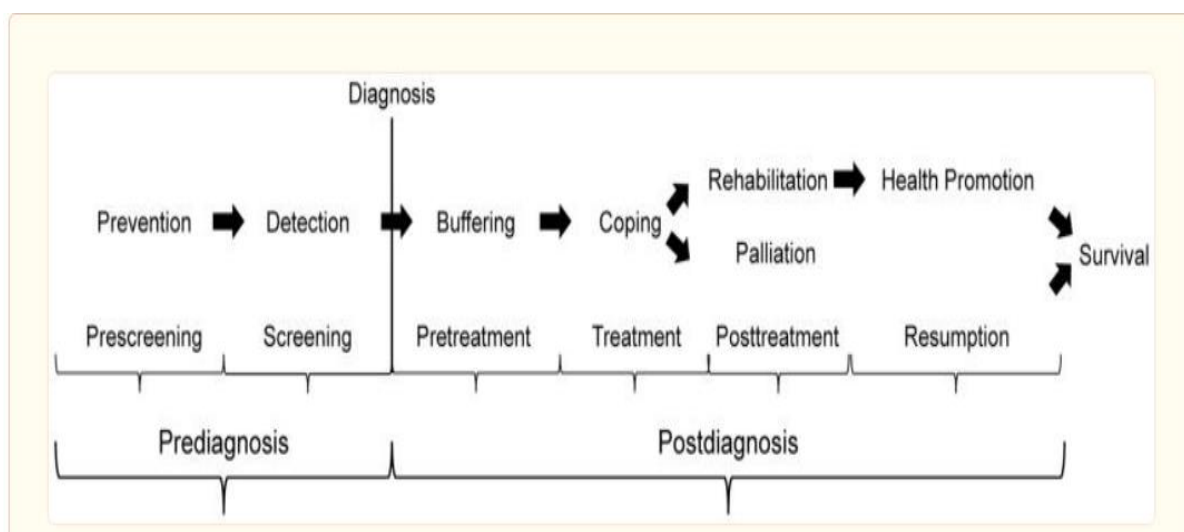 Diagnosis
Rehabilitation Health Promotion
Prevention Detection Buffering Coping
Palliation
Survival
Prescreening Screening Pretreatment Treatment Posttreatment Resumption
Prediagnosis Postdiagnosis